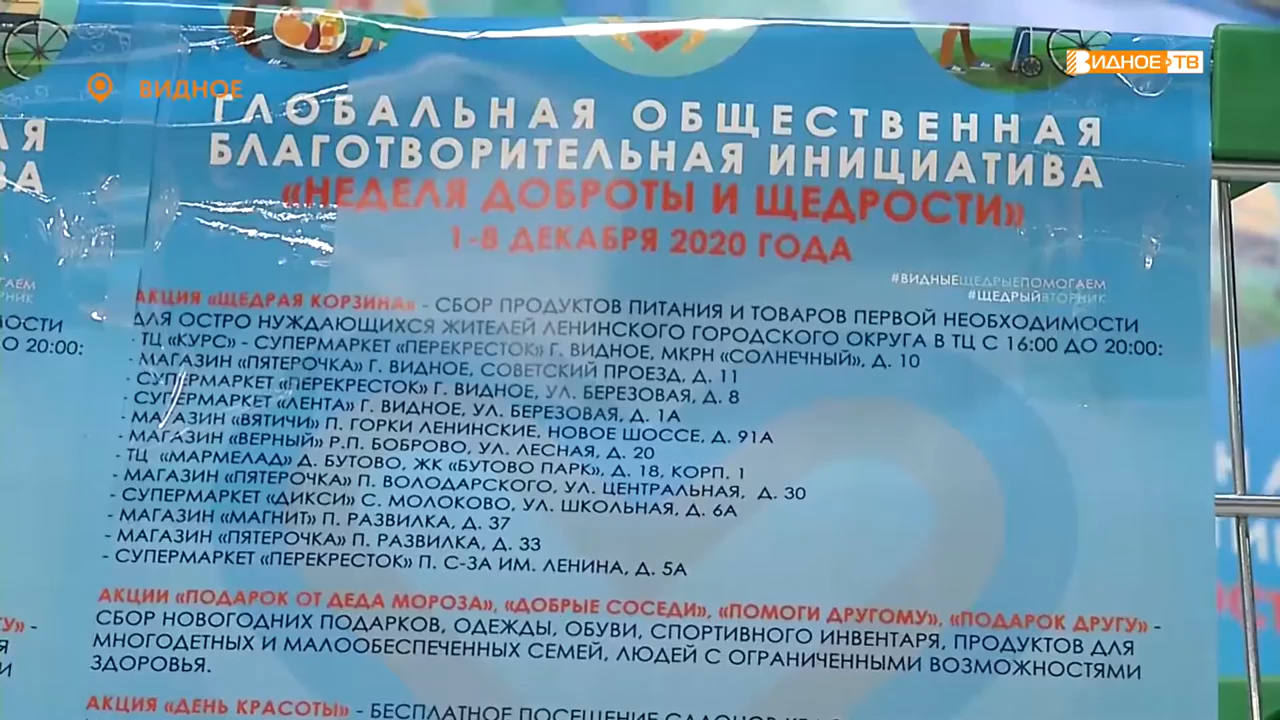 ВИДНОЕ ТВ
ВИДНОЕ
ГЛОБАЛЬНАЯ ОБЩЕСТВЕННАЯ
БЛАГОТВОРИТЕЛЬНАЯ ИНИЦИАТИВА
«НЕДЕЛЯ ДОБРОТЫ И ЩЕДРОСТИ»
1-8 ДЕКАБРЯ 2020 ГОДА
#ВИДНЫЕЩЕДРЫЕПОМОГАЕМ
#ЩЕДРЫЙВТОРНИК
АКЦИЯ «ЩЕДРАЯ КОРЗИНА» - СБОР ПРОДУКТОВ ПИТАНИЯ И ТОВАРОВ ПЕРВОЙ НЕОБХОДИМОСТИ
ДЛЯ ОСТРО НУЖДАЮЩИХСЯ ЖИТЕЛЕЙ ЛЕНИНСКОГО ГОРОДСКОГО ОКРУГА В ТЦ С 16:00 ДО 20:00:
- ТЦ «КУРС» - СУПЕРМАРКЕТ «ПЕРЕКРЕСТОК» Г. ВИДНОЕ, МКРН «СОЛНЕЧНЫЙ», Д. 10
- МАГАЗИН «ПЯТЕРОЧКА» Г. ВИДНОЕ, СОВЕТСКИЙ ПРОЕЗД, Д. 11
- СУПЕРМАРКЕТ «ПЕРЕКРЕСТОК» Г. ВИДНОЕ, УЛ. БЕРЕЗОВАЯ, Д. 8
- СУПЕРМАРКЕТ «ЛЕНТА» Г. ВИДНОЕ, УЛ. БЕРЕЗОВАЯ, Д. 1А
- МАГАЗИН «ВЯТИЧИ» П. ГОРКИ ЛЕНИНСКИЕ, НОВОЕ ШОССЕ, Д. 91А
- МАГАЗИН «ВЕРНЫЙ» Р.П. БОБРОВО, УЛ. ЛЕСНАЯ, Д. 20
- ТЦ «МАРМЕЛАД» Д. БУТОВО, ЖК «БУТОВО ПАРК», Д. 18, КОРП. 1
- МАГАЗИН «ПЯТЕРОЧКА» П. ВОЛОДАРСКОГО, УЛ. ЦЕНТРАЛЬНАЯ, Д. 30
- СУПЕРМАРКЕТ «ДИКСИ» С. МОЛОКОВО, УЛ. ШКОЛЬНАЯ, Д. 6А
- МАГАЗИН «МАГНИТ» П. РАЗВИЛКА, Д. 37
- МАГАЗИН «ПЯТЕРОЧКА» П. РАЗВИЛКА, Д. 33
- СУПЕРМАРКЕТ «ПЕРЕКРЕСТОК» П. С-ЗА ИМ. ЛЕНИНА, Д. 5А
АКЦИИ «ПОДАРОК ОТ ДЕДА МОРОЗА», «ДОБРЫЕ СОСЕДИ», «ПОМОГИ ДРУГОМУ», «ПОДАРОК ДРУГУ» -
СБОР НОВОГОДНИХ ПОДАРКОВ, ОДЕЖДЫ, ОБУВИ, СПОРТИВНОГО ИНВЕНТАРЯ, ПРОДУКТОВ ДЛЯ
МНОГОДЕТНЫХ И МАЛООБЕСПЕЧЕННЫХ СЕМЕЙ, ЛЮДЕЙ С ОГРАНИЧЕННЫМИ ВОЗМОЖНОСТЯМИ
ЗДОРОВЬЯ.
АКЦИЯ «ДЕНЬ КРАСОТЫ» - БЕСПЛАТНОЕ ПОСЕЩЕНИЕ САЛОНОВ